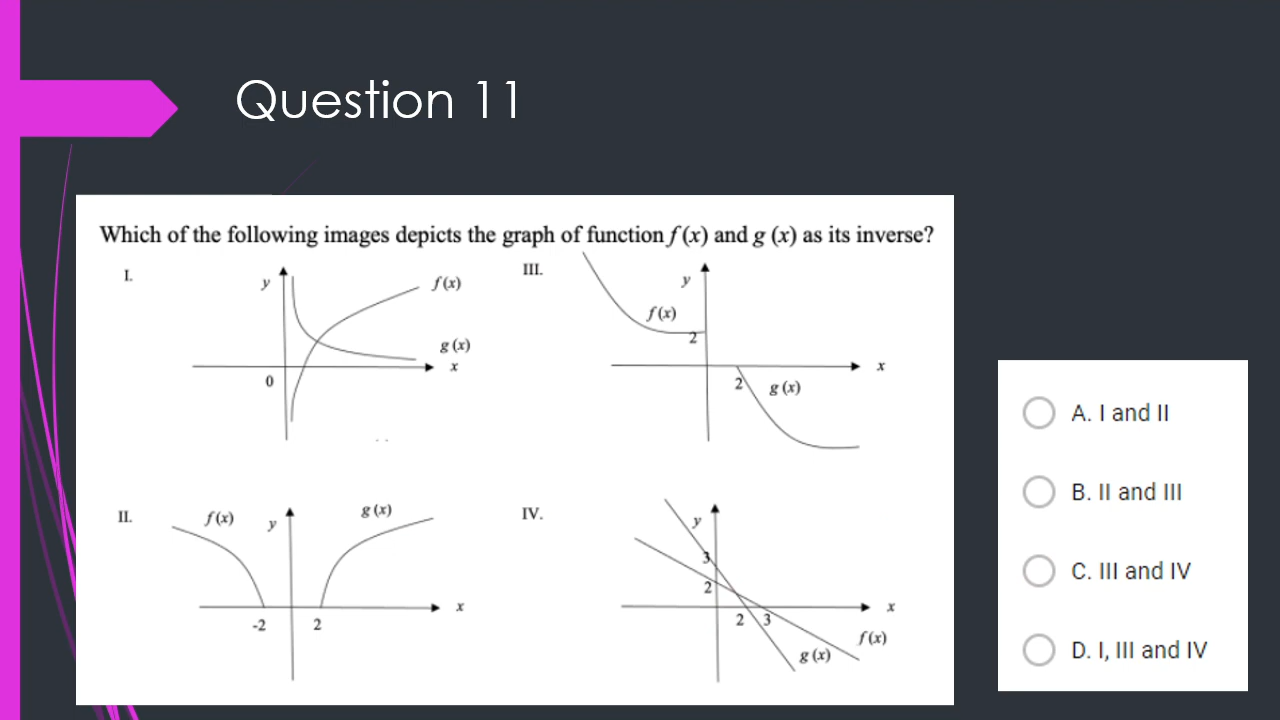 Question 11
Which of the following images depicts the graph of function f (x) and g (x) as its inverse?
I.
y
f (x)
g (x)
x
0
III.
y
f (x)
2
x
2
g (x)
II.
f (x)
y
g (x)
x
-2
2
IV.
y
3
2
x
2
3
f (x)
g (x)
A. I and II
B. II and III
C. III and IV
D. I, III and IV